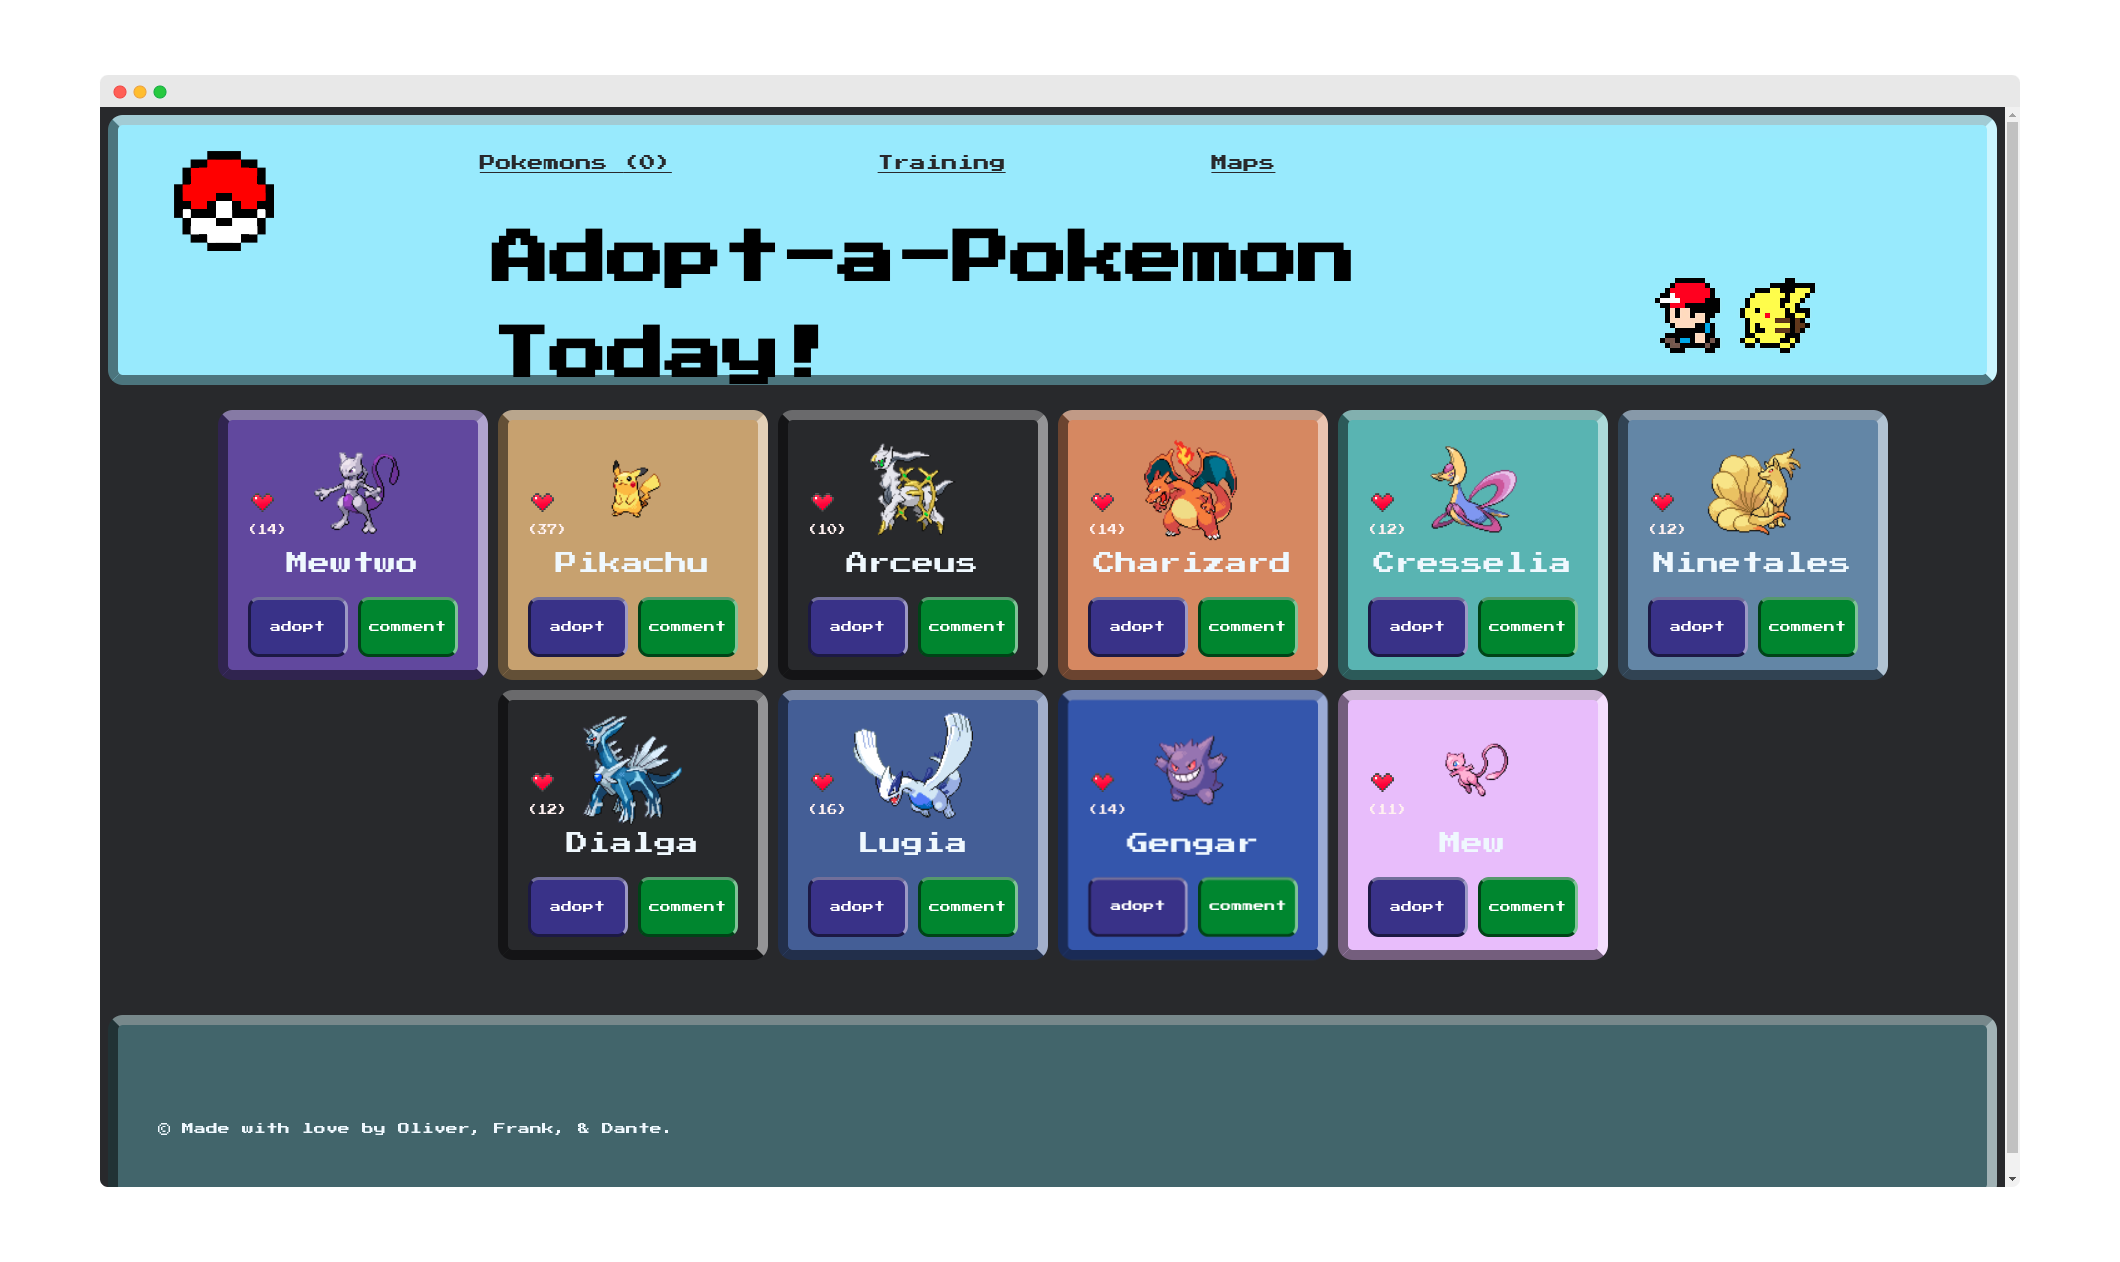 Pokemons (0) Training Maps
Adopt-a-Pokemon
Today!
(14)
Mewtwo
adopt comment
(37)
Pikachu
adopt comment
(10)
Arceus
adopt comment
(14)
Charizard
adopt comment
(12)
Cresselia
adopt comment
(12)
Ninetales
adopt comment
(12)
Dialga
adopt comment
(16)
Lugia
adopt comment
(14)
Gengar
adopt comment
(11)
Mew
adopt comment
© Made with love by Oliver, Frank, & Dante.